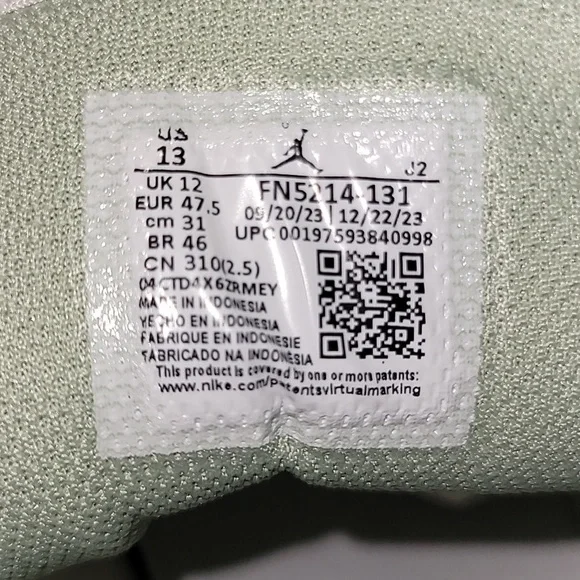 US
13
J2
UK 12
EUR 47,5
cm 31
BR 46
CN 310(2.5)
FN5214-131
09/20/23 | 12/22/23
UPC 00197593840998
04CTD4X6ZRMEY
MADE IN INDONESIA
HECHO EN INDONESIA
FABRIQUE EN INDONESIE
FABRICADO NA INDONESIA
This product is covered by one or more patents:
www.nike.com/Patentsvirtualmarking